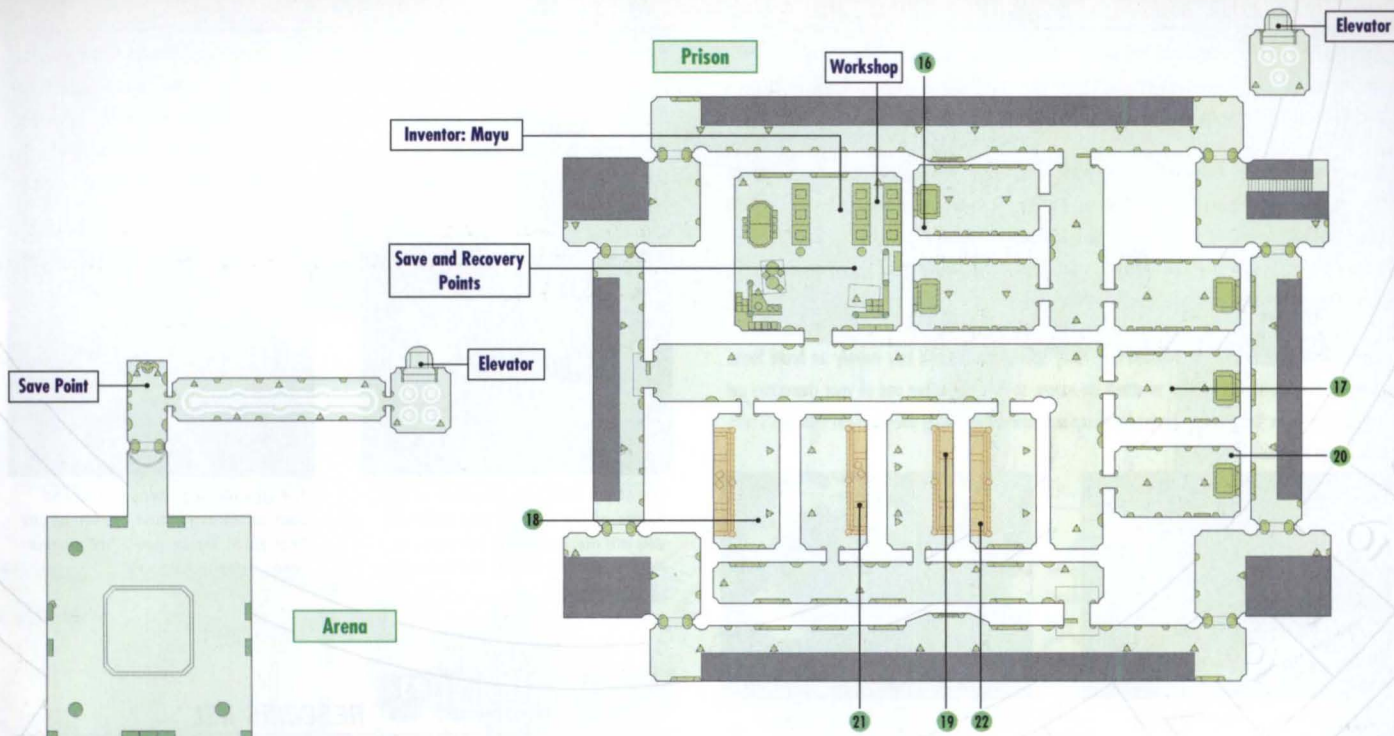 Elevator
Prison
Workshop
16
Inventor: Mayu
Save and Recovery
Points
Elevator
Save Point
17
20
18
Arena
21
19
22